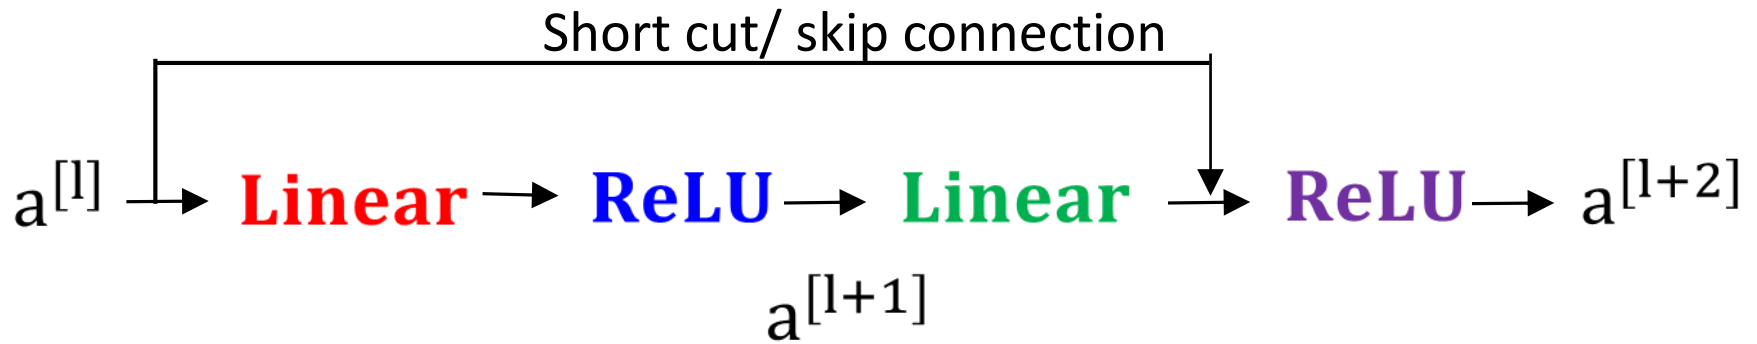 Short cut/ skip connection
a[l] Linear ReLU Linear ReLU a[l+2]
a[l+1]